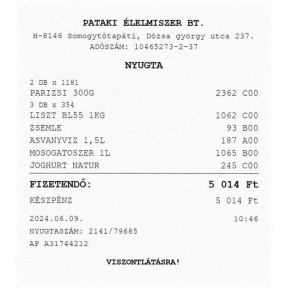 PATAKI ÉLELMISZER BT.
H-8146 Somogytótapáti, Dózsa györgy utca 237.
ADÓSZÁM: 10465273-2-37
NYUGTA
2 DB x 1181
PARIZSI 300G 2362 C00
3 DB x 354
LISZT BL55 1KG 1062 C00
ZSEMLE 93 B00
ASVANYVIZ 1,5L 187 A00
MOSOGATOSZER 1L 1065 B00
JOGHURT NATUR 245 C00
FIZETENDŐ: 5 014 Ft
KÉSZPÉNZ 5 014 Ft
2024.06.09. 10:46
NYUGTASZÁM: 2141/79685
AP A31744212
VISZONTLÁTÁSRA!